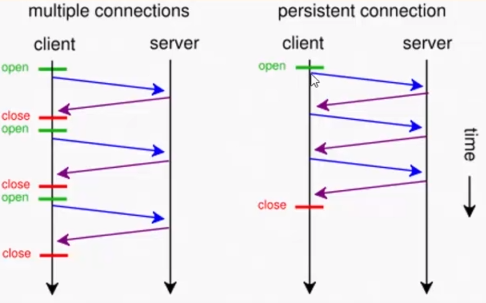 multiple connections
client server
open
close
open
close
open
close
persistent connection
client server
open
close
time